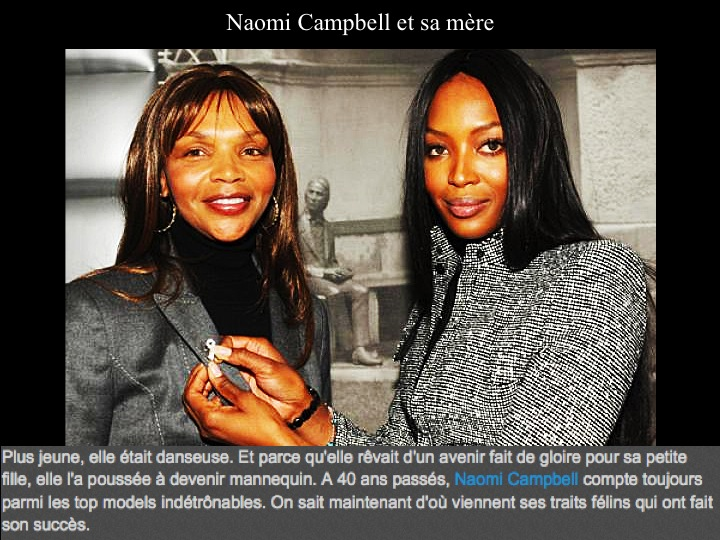 Naomi Campbell et sa mère
Plus jeune, elle était danseuse. Et parce qu'elle rêvait d'un avenir fait de gloire pour sa petite
fille, elle l'a poussée à devenir mannequin. A 40 ans passés, Naomi Campbell compte toujours
parmi les top models indétrônables. On sait maintenant d'où viennent ses traits félins qui ont fait
son succès.